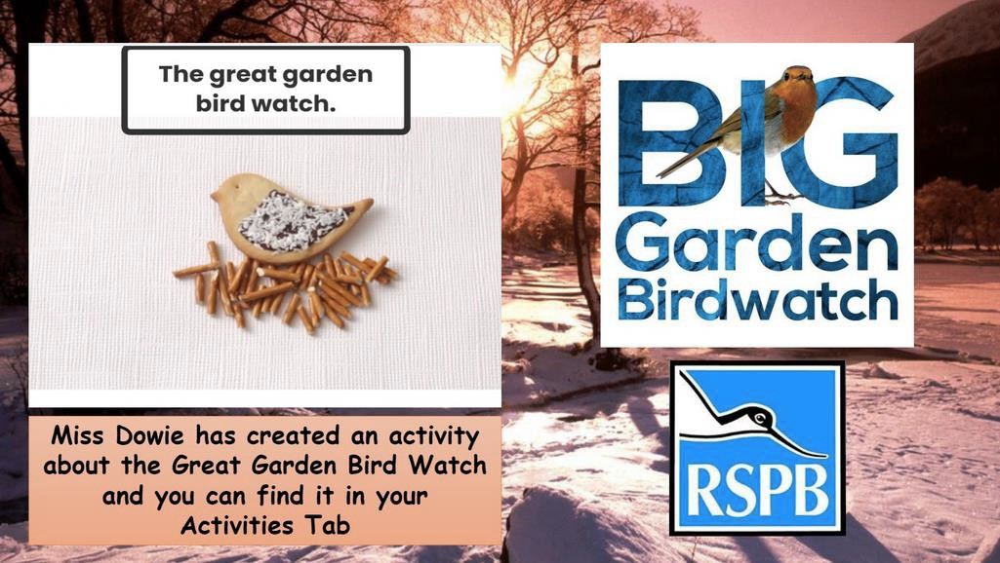 The great garden
bird watch.
Miss Dowie has created an activity
about the Great Garden Bird Watch
and you can find it in your
Activities Tab
BIG
Garden
Birdwatch
RSPB